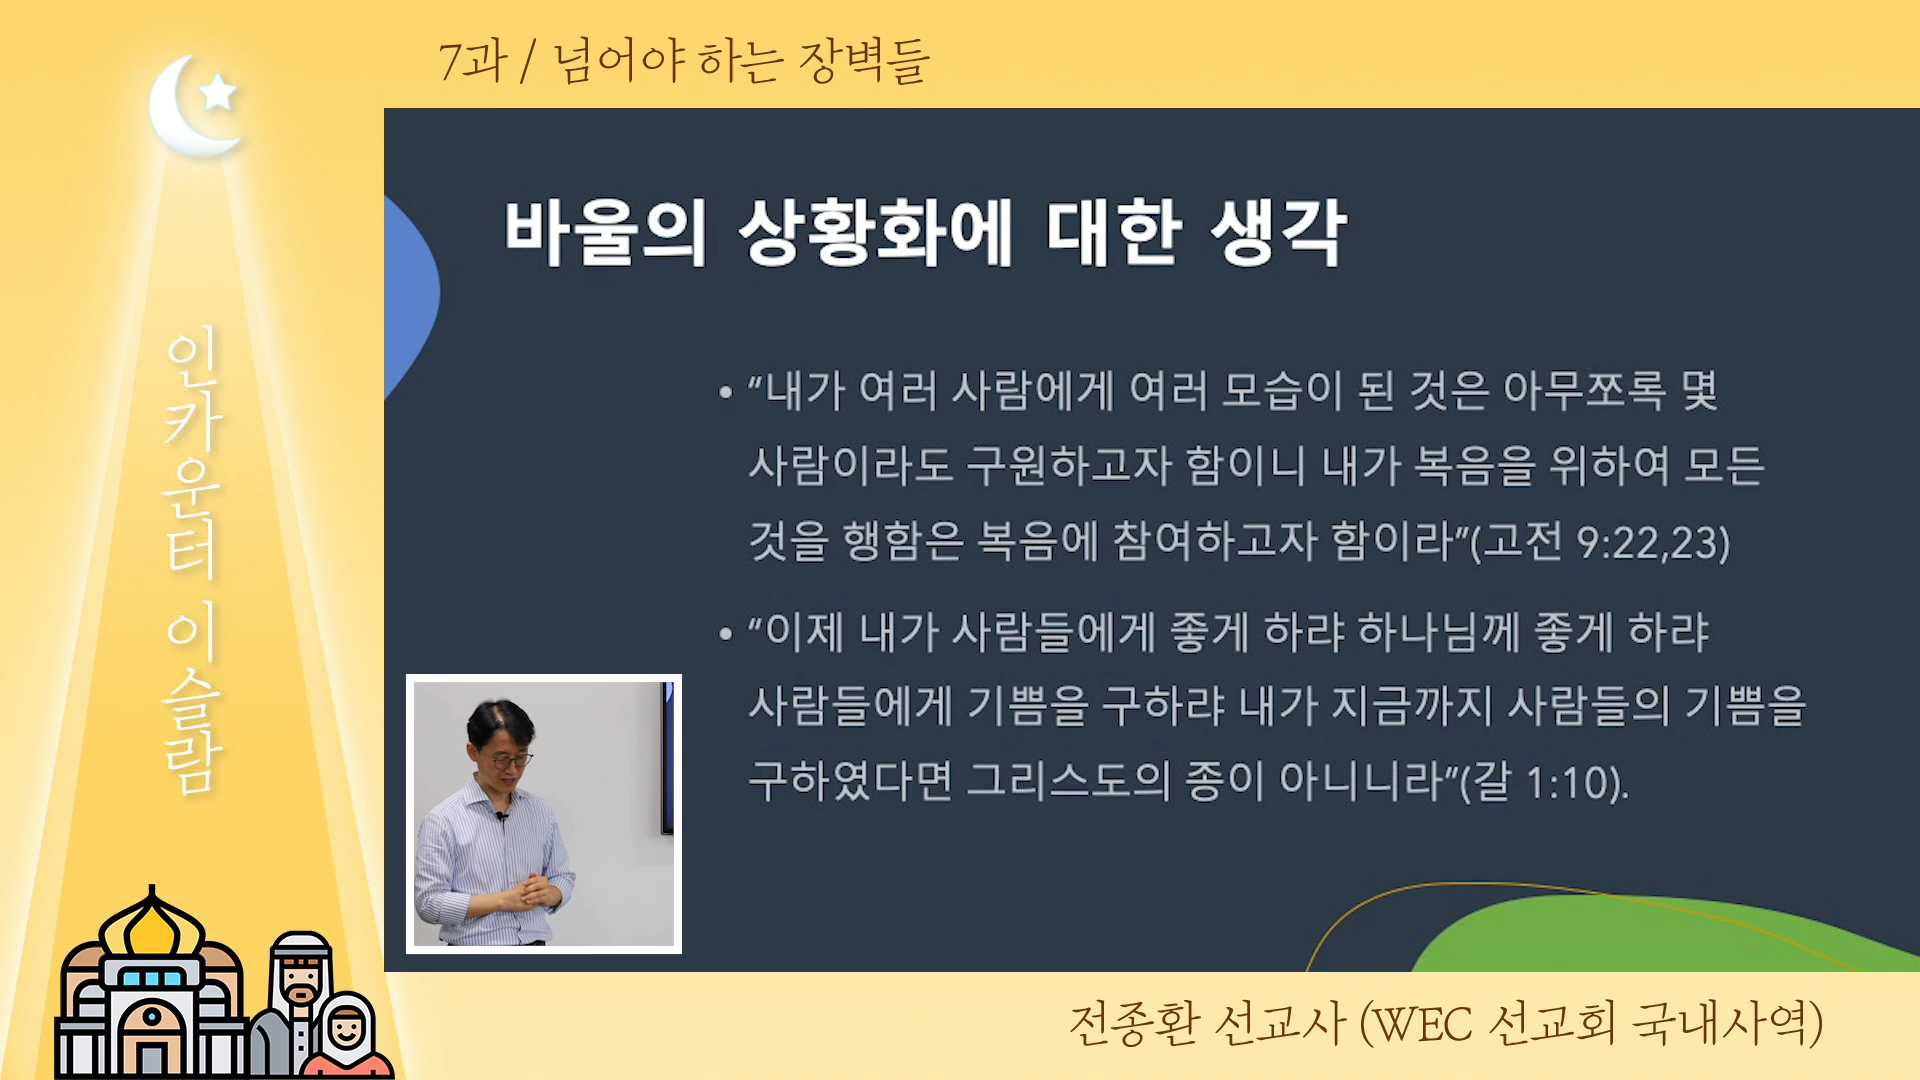 7과 / 넘어야 하는 장벽들
인카운터 이슬람
바울의 상황화에 대한 생각
• “내가 여러 사람에게 여러 모습이 된 것은 아무쪼록 몇
사람이라도 구원하고자 함이니 내가 복음을 위하여 모든
것을 행함은 복음에 참여하고자 함이라”(고전 9:22,23)
• “이제 내가 사람들에게 좋게 하랴 하나님께 좋게 하랴
사람들에게 기쁨을 구하랴 내가 지금까지 사람들의 기쁨을
구하였다면 그리스도의 종이 아니니라”(갈 1:10).
전종환 선교사 (WEC 선교회 국내사역)